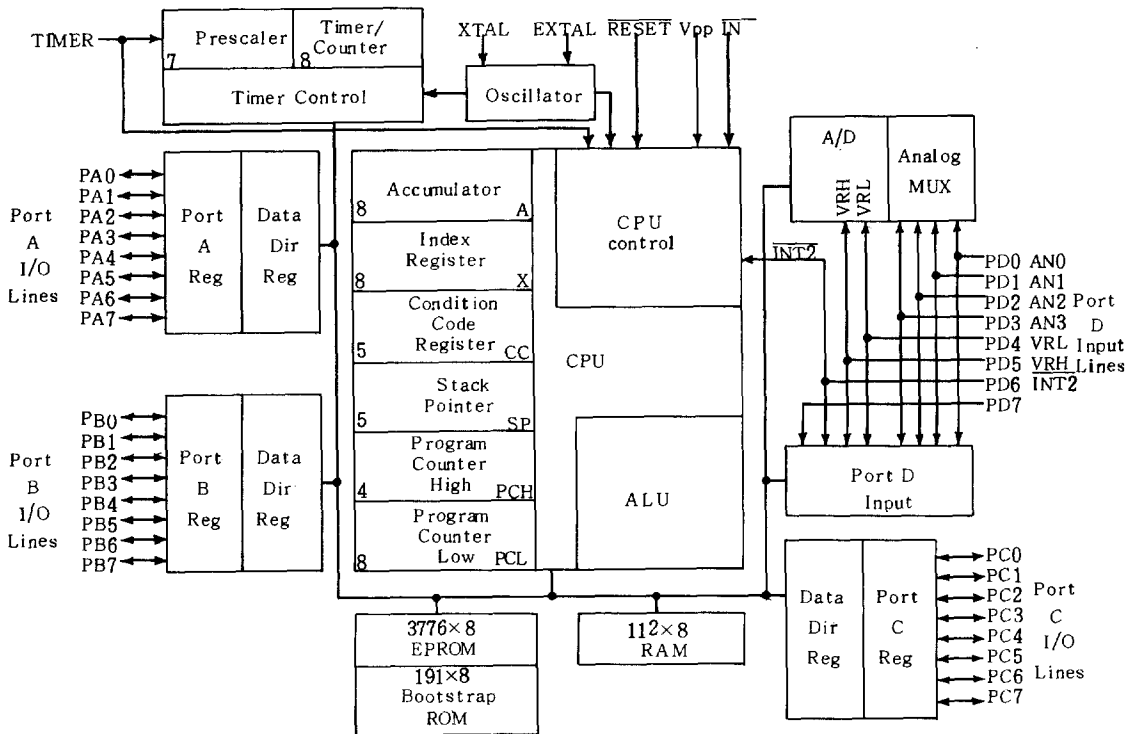 TIMER
Prescaler
7
Timer/
Counter
8
Timer Control
XTAL
EXTAL
RESET
Vpp
IN
Oscillator
Port
A
I/O
Lines
PA0
PA1
PA2
PA3
PA4
PA5
PA6
PA7
Port
A
Reg
Data
Dir
Reg
Port
B
I/O
Lines
PB0
PB1
PB2
PB3
PB4
PB5
PB6
PB7
Port
B
Reg
Data
Dir
Reg
Accumulator
8 A
Index
Register
8 X
Condition
Code
Register
5 CC
Stack
Pointer
5 SP
Program
Counter
High
4 PCH
Program
Counter
Low
8 PCL
CPU
control
CPU
ALU
3776×8
EPROM
191×8
Bootstrap
ROM
112×8
RAM
A/D
VRH
VRL
Analog
MUX
INT2
PD0 AN0
PD1 AN1
PD2 AN2
PD3 AN3
PD4 VRL
PD5 VRH
PD6 INT2
PD7
Port
D
Input
Lines
Port D
Input
Data
Dir
Reg
Port
C
Reg
PC0
PC1
PC2
PC3
PC4
PC5
PC6
PC7
Port
C
I/O
Lines